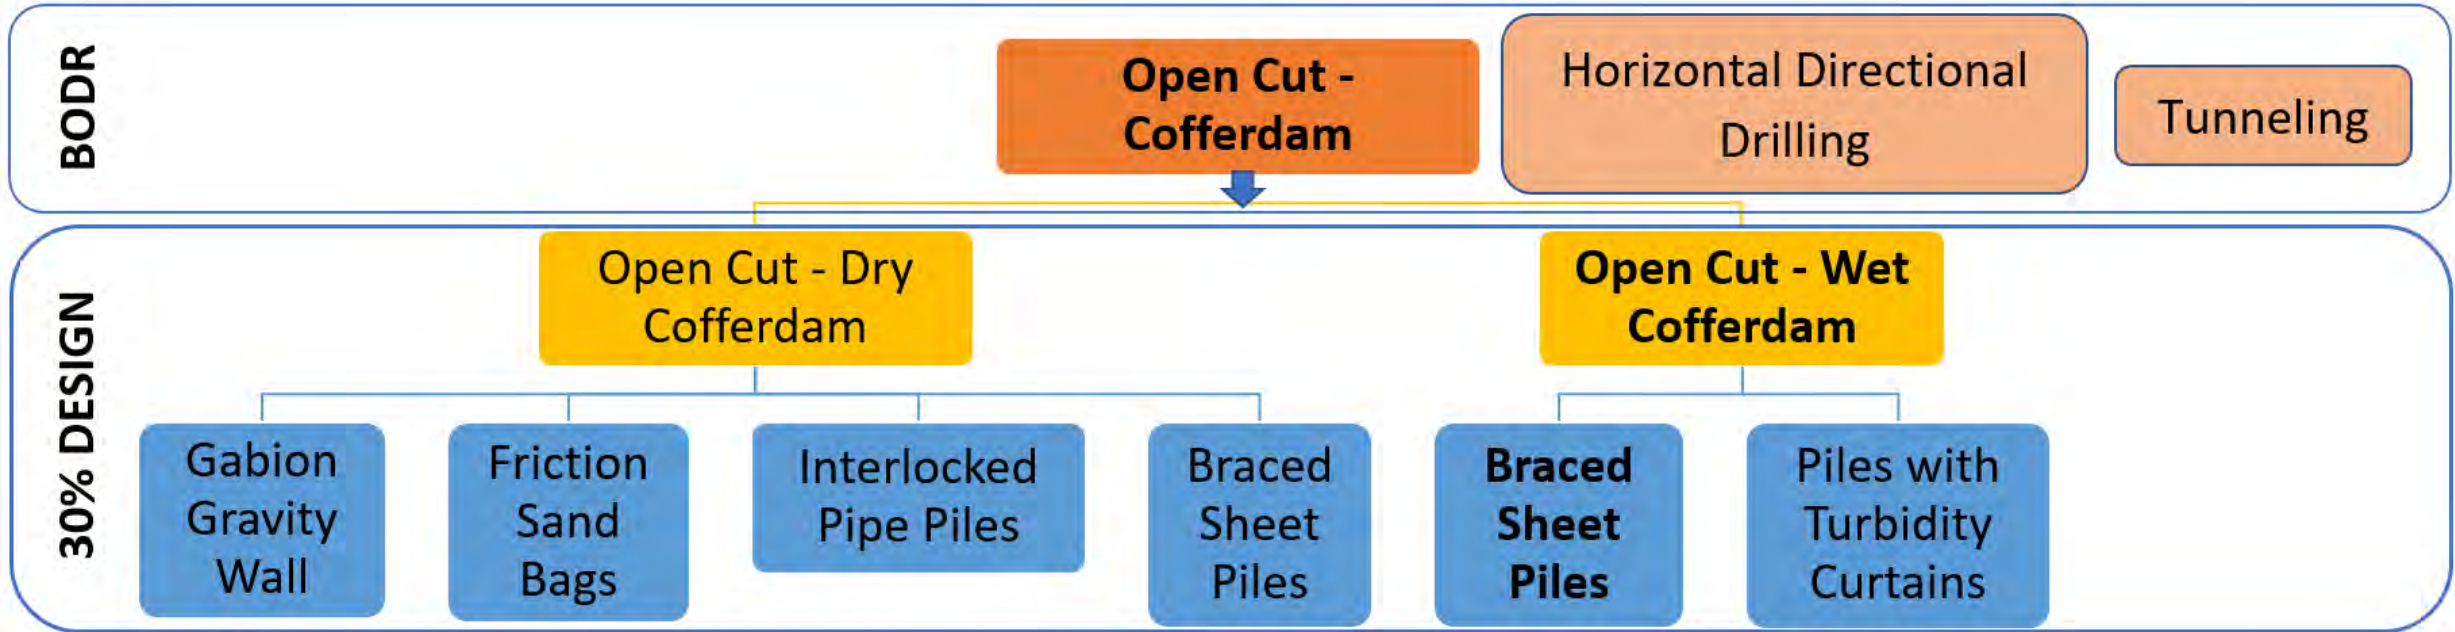 BODR
Open Cut -
Cofferdam
Horizontal Directional
Drilling
Tunneling
30% DESIGN
Open Cut - Dry
Cofferdam
Open Cut - Wet
Cofferdam
Gabion
Gravity
Wall
Friction
Sand
Bags
Interlocked
Pipe Piles
Braced
Sheet
Piles
Braced
Sheet
Piles
Piles with
Turbidity
Curtains